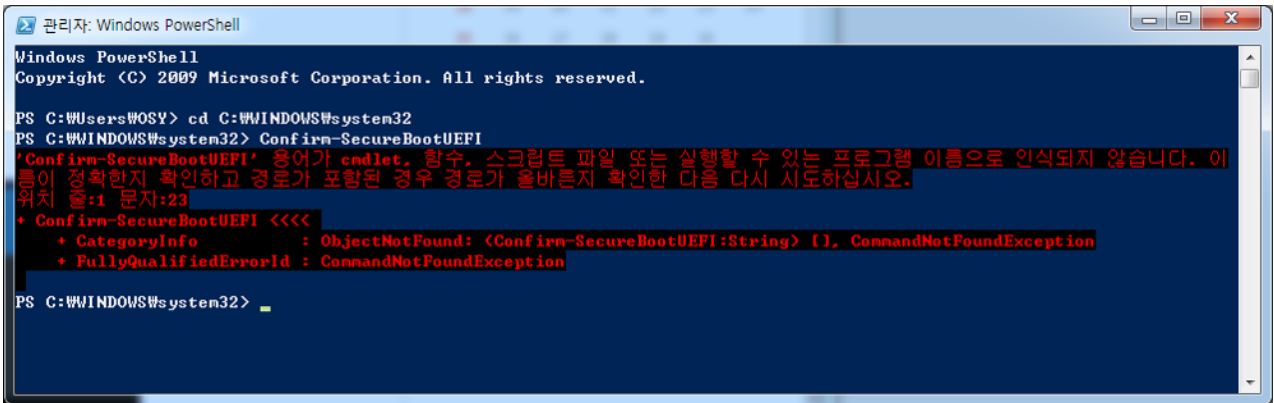 관리자: Windows PowerShell
Windows PowerShell
Copyright (C) 2009 Microsoft Corporation. All rights reserved.
PS C:₩Users₩OSY> cd C:₩WINDOWS₩system32
PS C:₩WINDOWS₩system32> Confirm-SecureBootUEFI
'Confirm-SecureBootUEFI' 용어가 cmdlet, 함수, 스크립트 파일 또는 실행할 수 있는 프로그램 이름으로 인식되지 않습니다. 이
름이 정확한지 확인하고 경로가 포함된 경우 경로가 올바른지 확인한 다음 다시 시도하십시오.
위치 줄:1 문자:23
+ Confirm-SecureBootUEFI <<<<
+ CategoryInfo : ObjectNotFound: (Confirm-SecureBootUEFI:String) [], CommandNotFoundException
+ FullyQualifiedErrorId : CommandNotFoundException
PS C:₩WINDOWS₩system32>